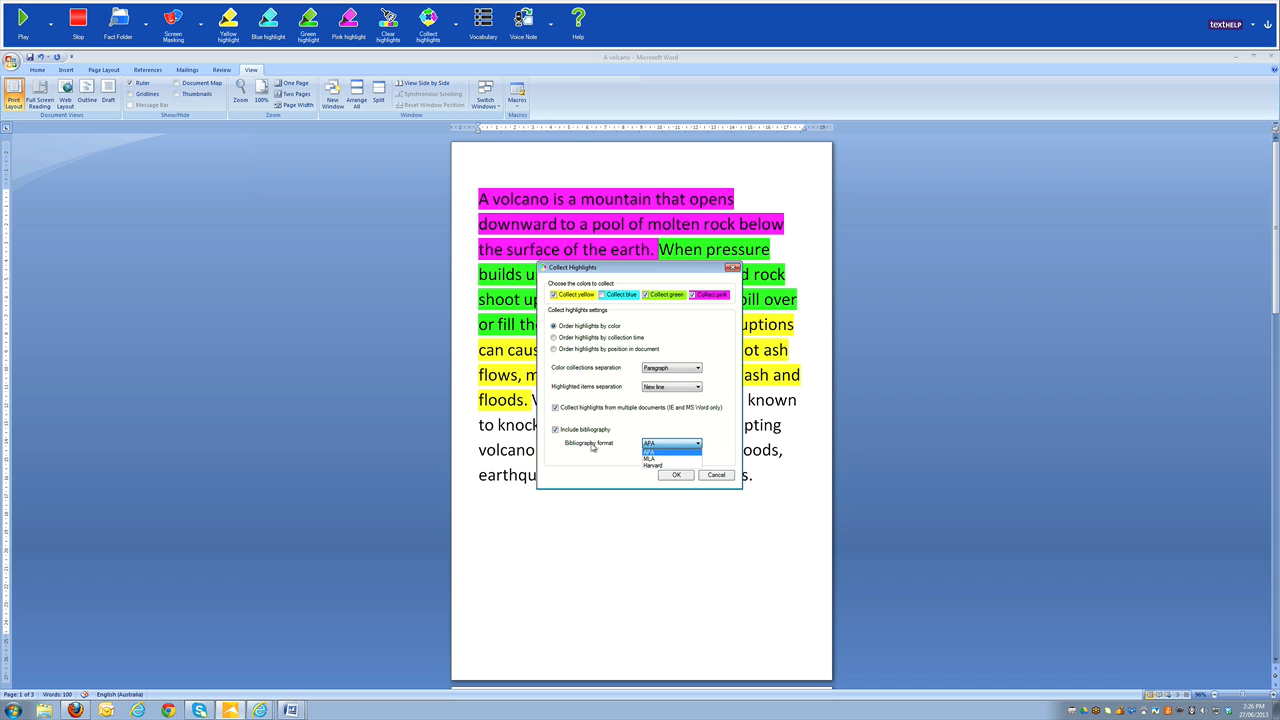 Play
Stop
Fact Folder
Screen Masking
Yellow highlight
Blue highlight
Green highlight
Pink highlight
Clear highlights
Collect highlights
Vocabulary
Voice Note
Help
textHELP
A volcano - Microsoft Word
Home Insert Page Layout References Mailings Review View
Print Layout
Full Screen Reading
Web Layout
Outline
Draft
Document Views
Ruler
Gridlines
Message Bar
Document Map
Thumbnails
Show/Hide
Zoom
100%
One Page
Two Pages
Page Width
Zoom
New Window
Arrange All
Split
View Side by Side
Synchronous Scrolling
Reset Window Position
Window
Switch Windows
Macros
Macros
A volcano is a mountain that opens
downward to a pool of molten rock below
the surface of the earth. When pressure
builds u
d rock
shoot up
pill over
or fill the
uptions
can caus
ot ash
flows, m
ash and
floods.
known
to knock
pting
volcano
oods,
earthqu
s.
Collect Highlights
Choose the colors to collect
Collect yellow Collect blue Collect green Collect pink
Collect highlights settings
Order highlights by color
Order highlights by collection time
Order highlights by position in document
Color collections separation Paragraph
Highlighted items separation New line
Collect highlights from multiple documents (IE and MS Word only)
Include bibliography
Bibliography format APA
APA
MLA
Harvard
OK Cancel
Page: 1 of 3 Words: 100 English (Australia)
96%
2:26 PM
27/06/2013